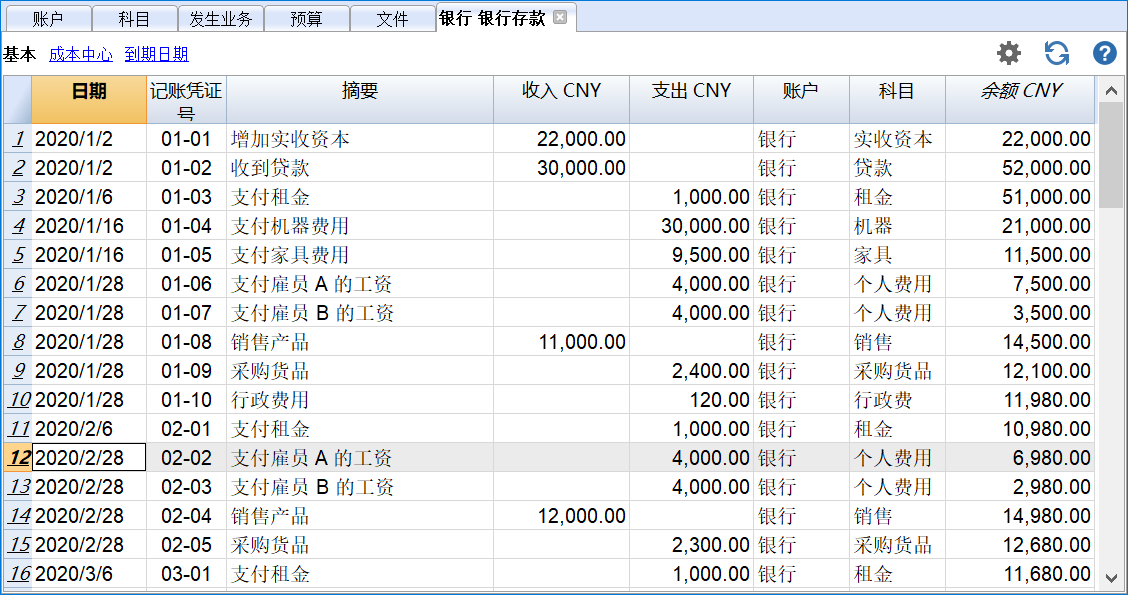 账户 科目 发生业务 预算 文件 银行 银行存款
基本 成本中心 到期日期
日期 记账凭证号 摘要 收入 CNY 支出 CNY 账户 科目 余额 CNY
1 2020/1/2 01-01 增加实收资本 22,000.00 银行 实收资本 22,000.00
2 2020/1/2 01-02 收到贷款 30,000.00 银行 贷款 52,000.00
3 2020/1/6 01-03 支付租金 1,000.00 银行 租金 51,000.00
4 2020/1/16 01-04 支付机器费用 30,000.00 银行 机器 21,000.00
5 2020/1/16 01-05 支付家具费用 9,500.00 银行 家具 11,500.00
6 2020/1/28 01-06 支付雇员 A 的工资 4,000.00 银行 个人费用 7,500.00
7 2020/1/28 01-07 支付雇员 B 的工资 4,000.00 银行 个人费用 3,500.00
8 2020/1/28 01-08 销售产品 11,000.00 银行 销售 14,500.00
9 2020/1/28 01-09 采购货品 2,400.00 银行 采购货品 12,100.00
10 2020/1/28 01-10 行政费用 120.00 银行 行政费 11,980.00
11 2020/2/6 02-01 支付租金 1,000.00 银行 租金 10,980.00
12 2020/2/28 02-02 支付雇员 A 的工资 4,000.00 银行 个人费用 6,980.00
13 2020/2/28 02-03 支付雇员 B 的工资 4,000.00 银行 个人费用 2,980.00
14 2020/2/28 02-04 销售产品 12,000.00 银行 销售 14,980.00
15 2020/2/28 02-05 采购货品 2,300.00 银行 采购货品 12,680.00
16 2020/3/6 03-01 支付租金 1,000.00 银行 租金 11,680.00